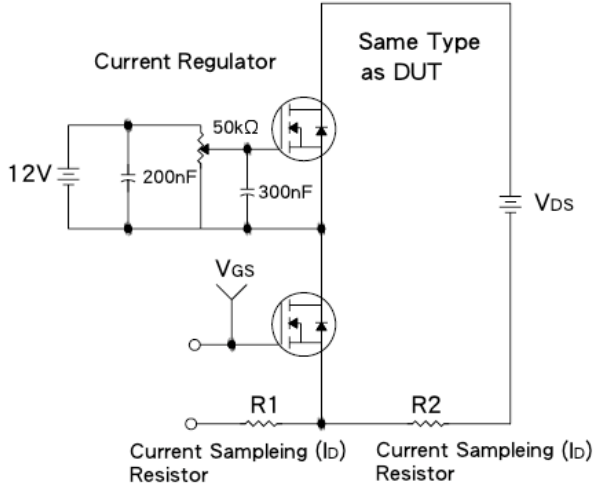 Same Type
as DUT
Current Regulator
50kΩ
12V
200nF
300nF
VDS
VGS
R1
R2
Current Sampleing (ID)
Resistor
Current Sampleing (ID)
Resistor